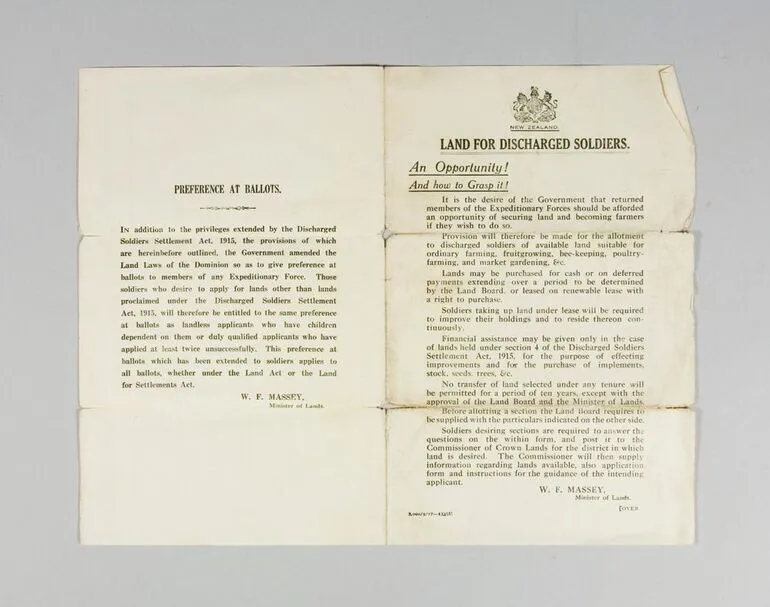 PREFERENCE AT BALLOTS.
IN addition to the privileges extended by the Discharged
Soldiers Settlement Act, 1915, the provisions of which
are hereinbefore outlined, the Government amended the
Land Laws of the Dominion so as to give preference at
ballots to members of any Expeditionary Force. Those
soldiers who desire to apply for lands other than lands
proclaimed under the Discharged Soldiers Settlement
Act, 1915, will therefore be entitled to the same preference
at ballots as landless applicants who have children
dependent on them or duly qualified applicants who have
applied at least twice unsuccessfully. This preference at
ballots which has been extended to soldiers applies to
all ballots, whether under the Land Act or the Land
for Settlements Act.
W. F. MASSEY,
Minister of Lands.
NEW ZEALAND.
LAND FOR DISCHARGED SOLDIERS.
An Opportunity!
And how to Grasp it!
It is the desire of the Government that returned
members of the Expeditionary Forces should be afforded
an opportunity of securing land and becoming farmers
if they wish to do so.
Provision will therefore be made for the allotment
to discharged soldiers of available land suitable for
ordinary farming, fruitgrowing, bee-keeping, poultry-
farming, and market gardening, &c.
Lands may be purchased for cash or on deferred
payments extending over a period to be determined
by the Land Board, or leased on renewable lease with
a right to purchase.
Soldiers taking up land under lease will be required
to improve their holdings and to reside thereon con-
tinuously.
Financial assistance may be given only in the case
of lands held under section 4 of the Discharged Soldiers
Settlement Act, 1915, for the purpose of effecting
improvements and for the purchase of implements,
stock, seeds, trees, &c.
No transfer of land selected under any tenure will
be permitted for a period of ten years, except with the
approval of the Land Board and the Minister of Lands.
Before allotting a section the Land Board requires to
be supplied with the particulars indicated on the other side.
Soldiers desiring sections are required to answer the
questions on the within form, and post it to the
Commissioner of Crown Lands for the district in which
land is desired. The Commissioner will then supply
information regarding lands available, also application
form and instructions for the guidance of the intending
applicant.
W. F. MASSEY,
Minister of Lands.
[OVER.